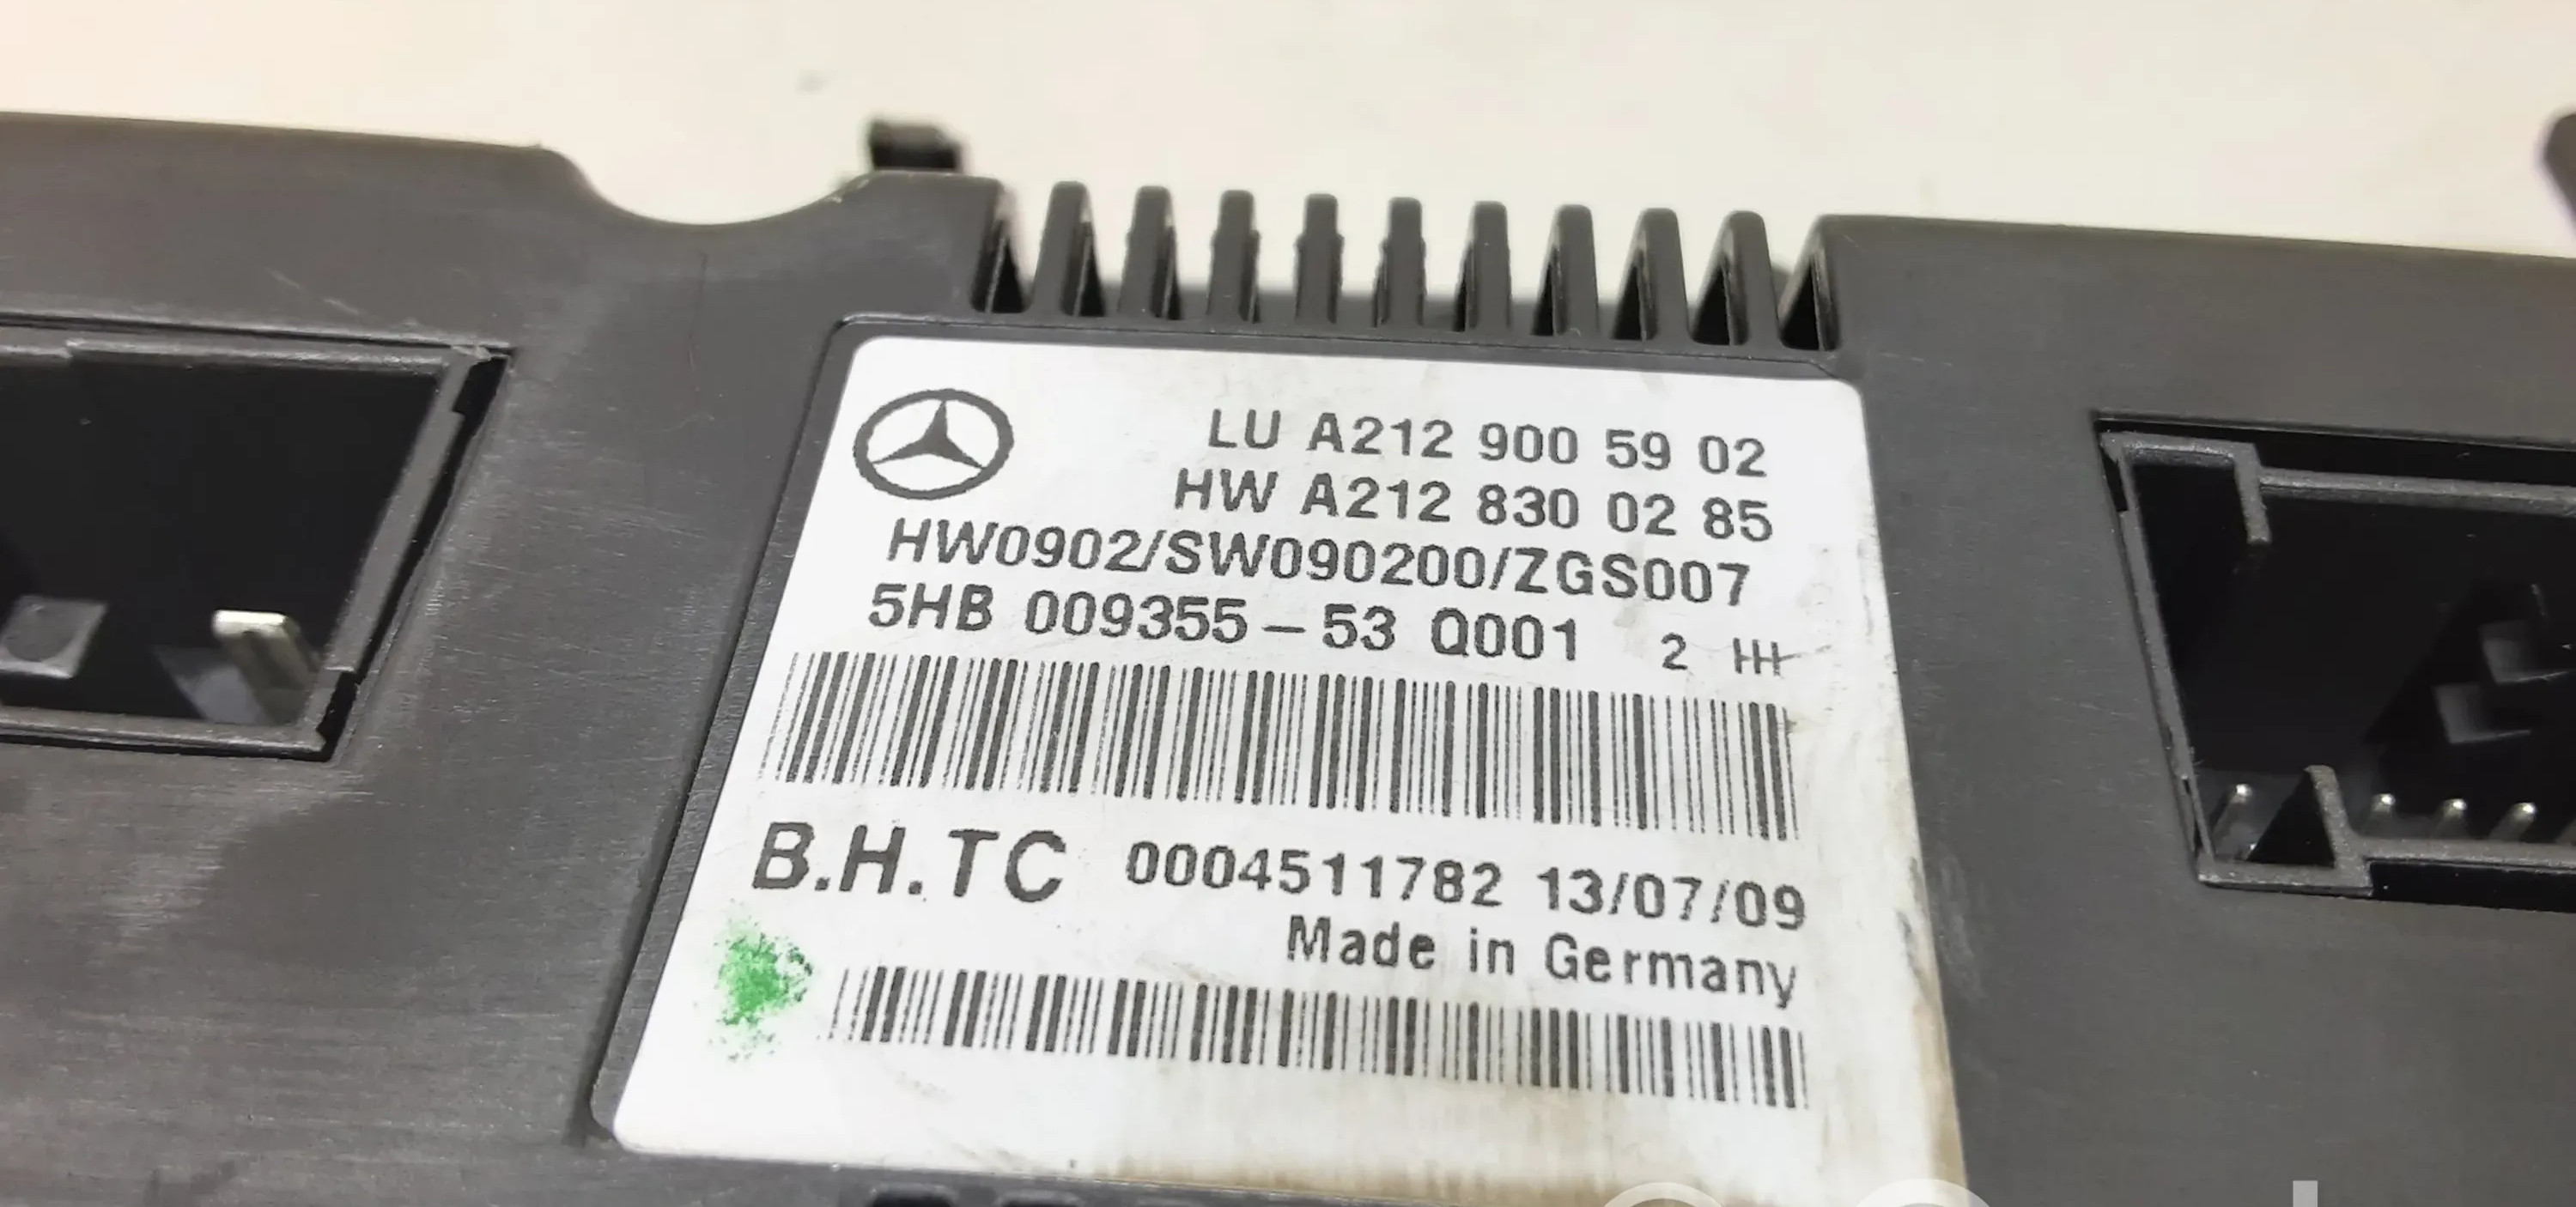 LU A212 900 59 02
HW A212 830 02 85
HW0902/SW090200/ZGS007
5HB 009355-53 Q001 2
B.H.TC 0004511782 13/07/09
Made in Germany